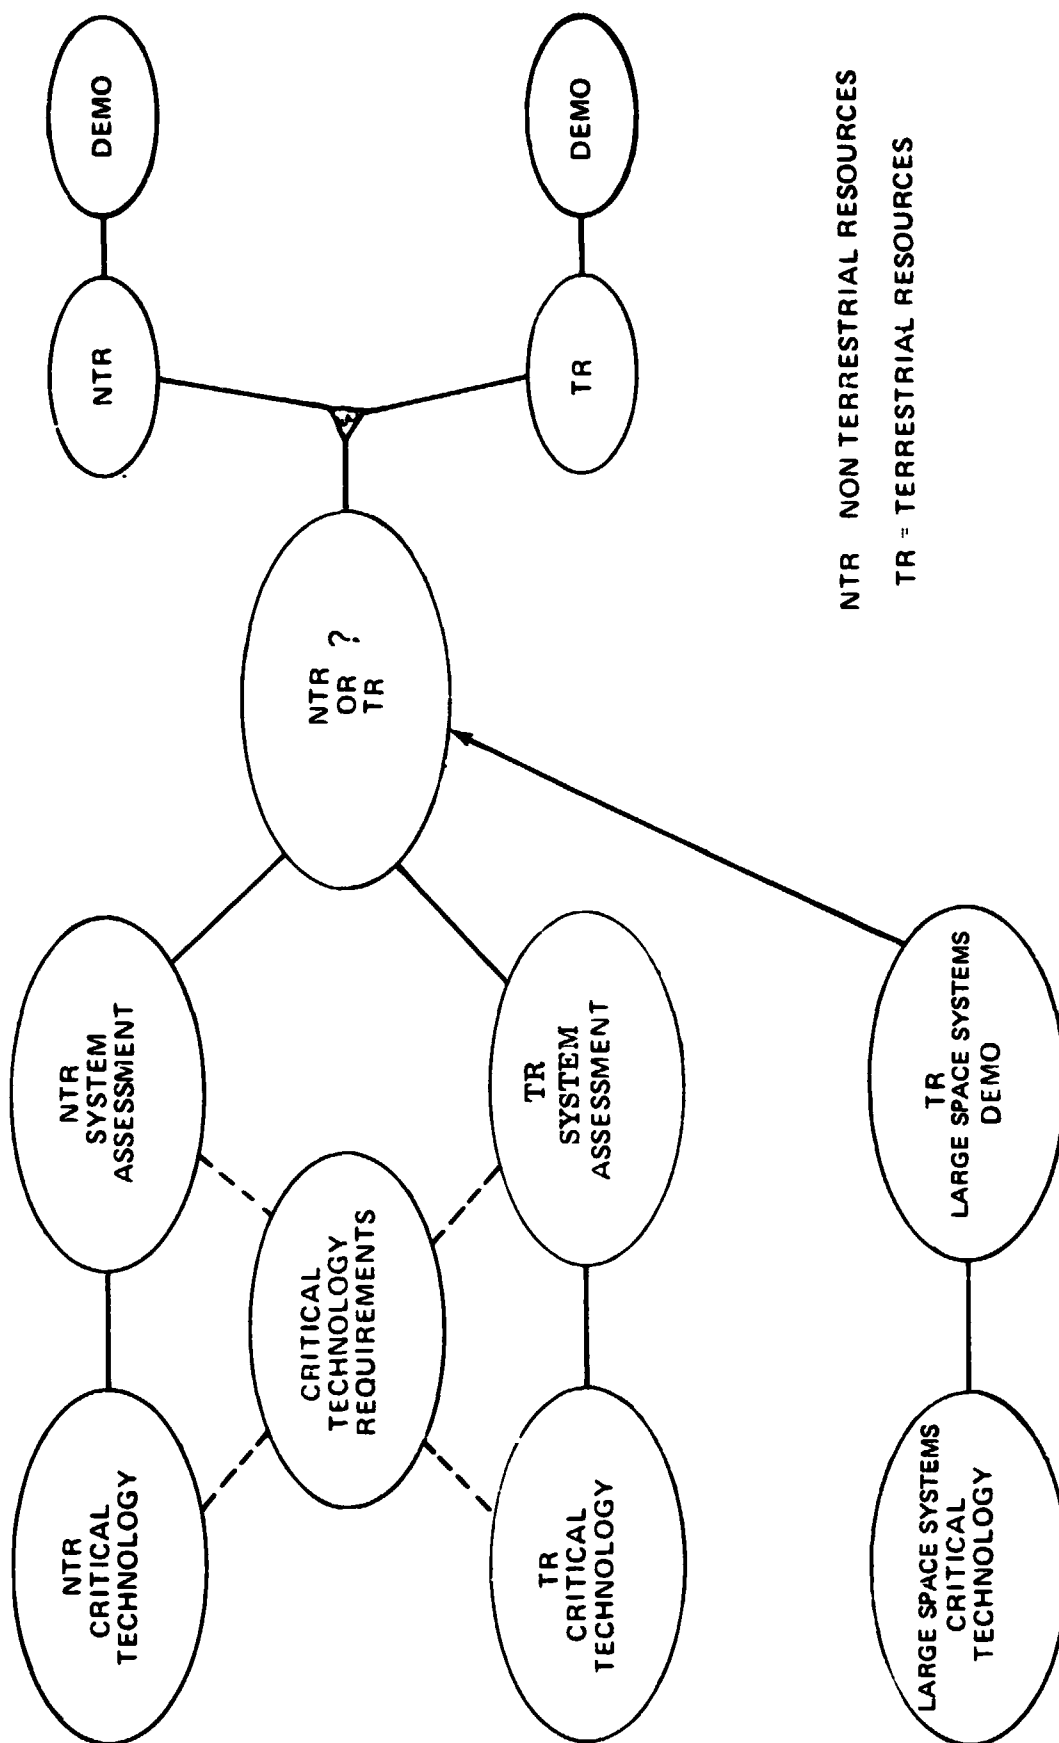 NTR
CRITICAL
TECHNOLOGY
NTR
SYSTEM
ASSESSMENT
NTR
DEMO
CRITICAL
TECHNOLOGY
REQUIREMENTS
NTR
OR
TR
?
TR
CRITICAL
TECHNOLOGY
TR
SYSTEM
ASSESSMENT
TR
DEMO
LARGE SPACE SYSTEMS
CRITICAL
TECHNOLOGY
TR
LARGE SPACE SYSTEMS
DEMO
NTR NON TERRESTRIAL RESOURCES
TR = TERRESTRIAL RESOURCES